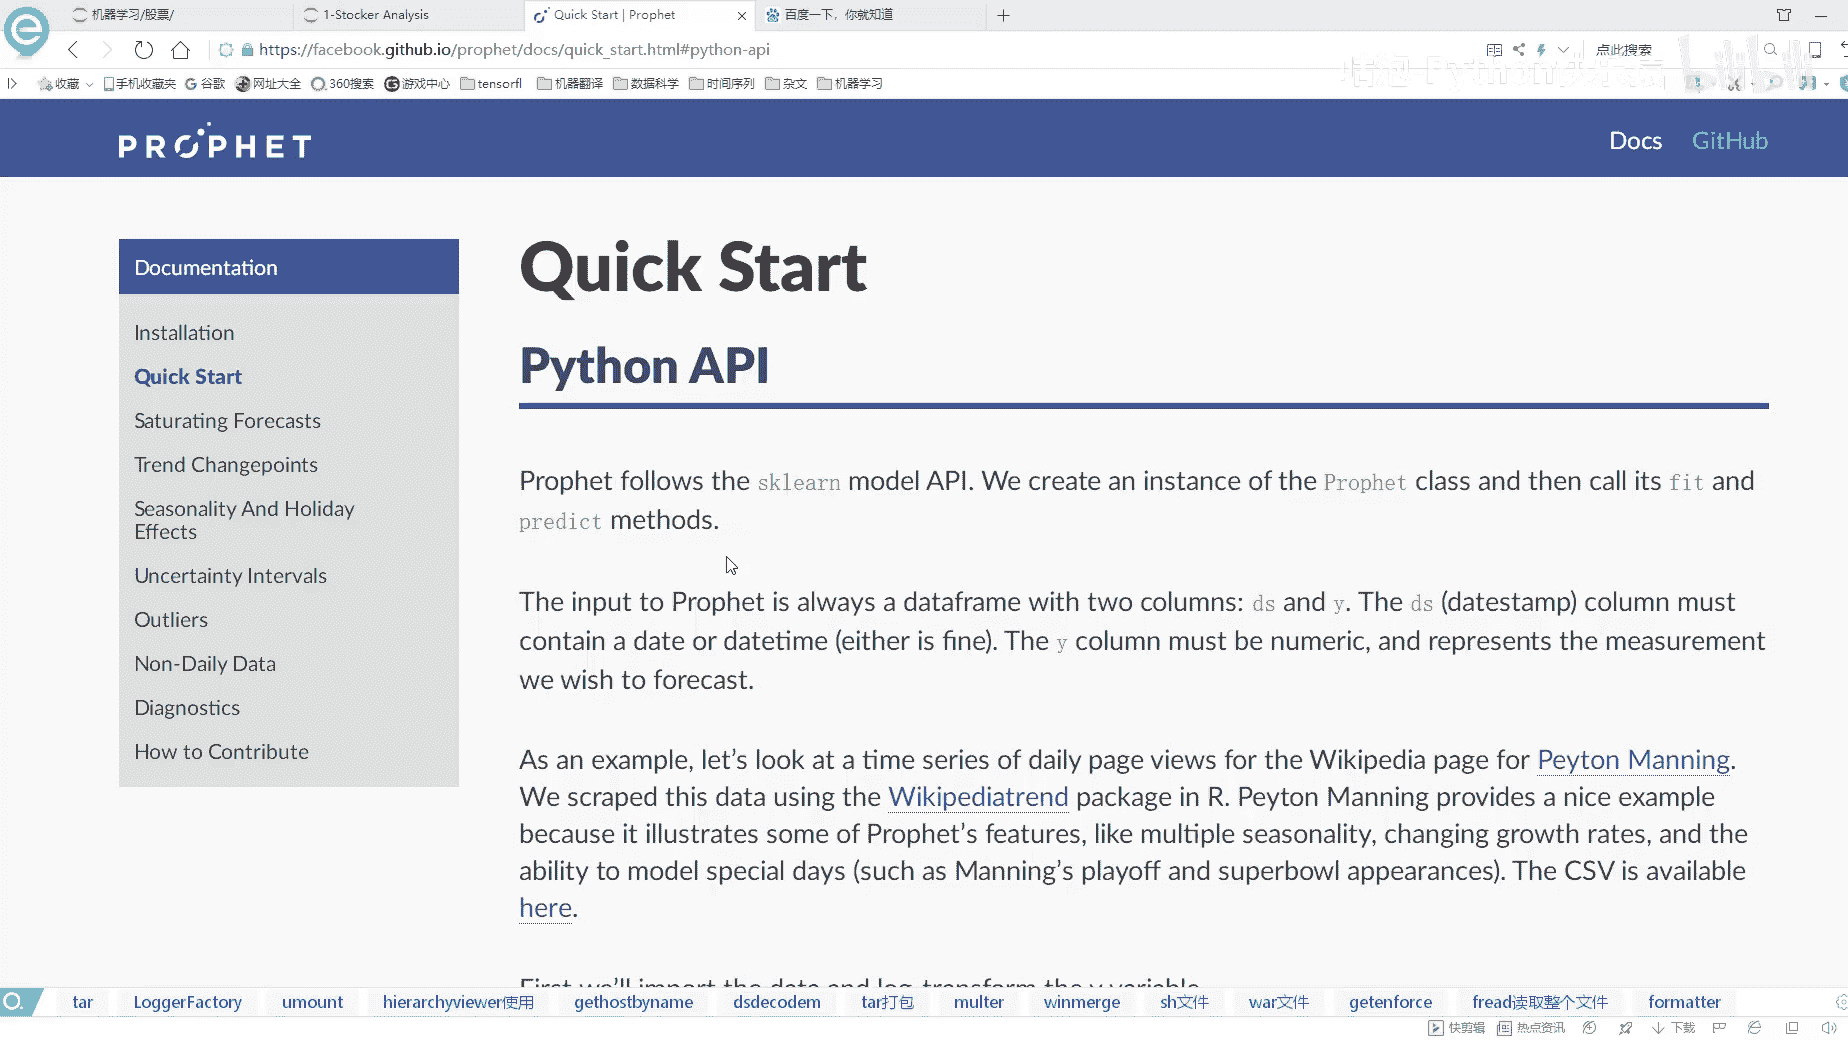 机器学习/股票/
1-Stocker Analysis
Quick Start | Prophet
百度一下，你就知道
https://facebook.github.io/prophet/docs/quick_start.html#python-api
点此搜索
收藏 手机收藏夹 谷歌 网址大全 360搜索 游戏中心 tensorfl 机器翻译 数据科学 时间序列 杂文 机器学习
bilibili
PROPHET
Docs GitHub
Documentation
Installation
Quick Start
Saturating Forecasts
Trend Changepoints
Seasonality And Holiday
Effects
Uncertainty Intervals
Outliers
Non-Daily Data
Diagnostics
How to Contribute
Quick Start
Python API
Prophet follows the sklearn model API. We create an instance of the Prophet class and then call its fit and
predict methods.
The input to Prophet is always a dataframe with two columns: ds and y. The ds (datestamp) column must
contain a date or datetime (either is fine). The y column must be numeric, and represents the measurement
we wish to forecast.
As an example, let’s look at a time series of daily page views for the Wikipedia page for Peyton Manning.
We scraped this data using the Wikipediatrend package in R. Peyton Manning provides a nice example
because it illustrates some of Prophet’s features, like multiple seasonality, changing growth rates, and the
ability to model special days (such as Manning’s playoff and superbowl appearances). The CSV is available
here.
First we’ll import the data and log-transform the y variable.
tar LoggerFactory umount hierarchyviewer使用 gethostbyname dsdecodem tar打包 multer winmerge sh文件 war文件 getenforce fread读取整个文件 formatter
快剪辑 热点资讯 下载